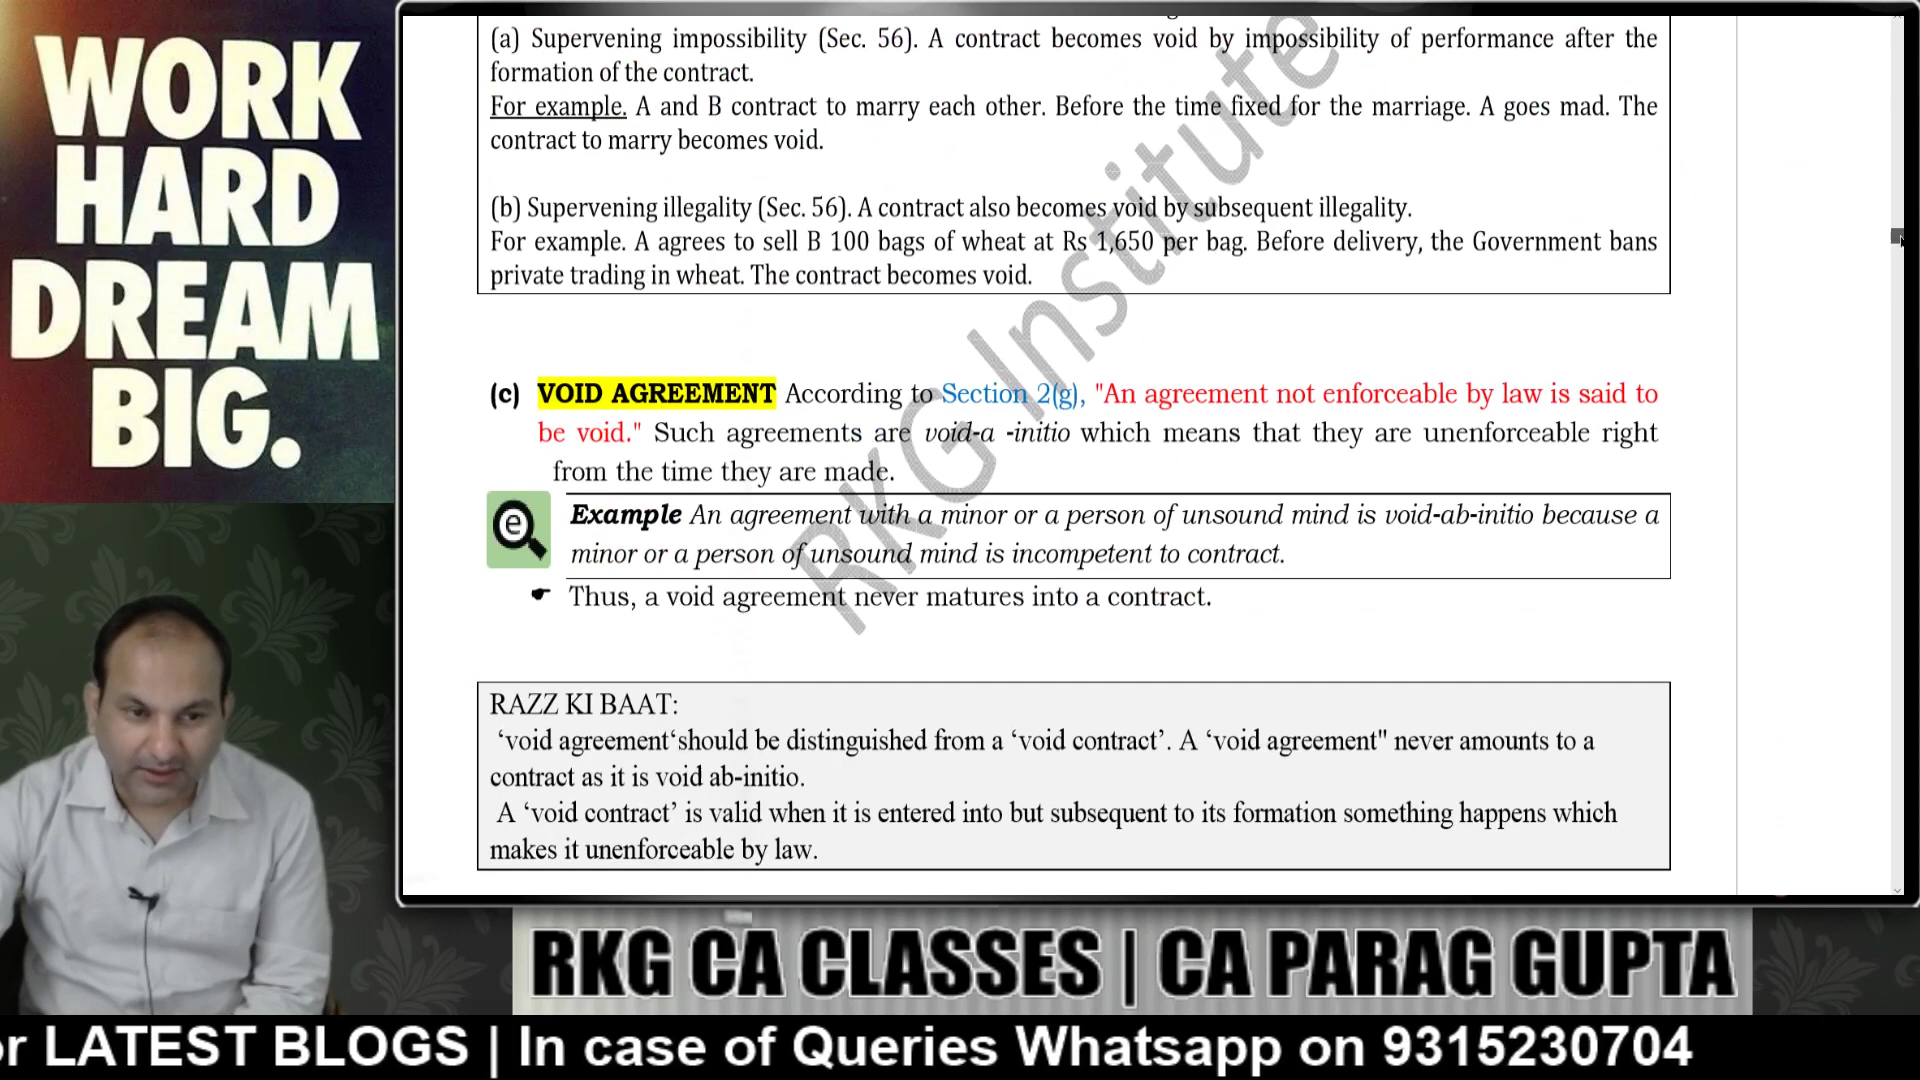 WORK
HARD
DREAM
BIG.
(a) Supervening impossibility (Sec. 56). A contract becomes void by impossibility of performance after the
formation of the contract.
For example. A and B contract to marry each other. Before the time fixed for the marriage. A goes mad. The
contract to marry becomes void.
(b) Supervening illegality (Sec. 56). A contract also becomes void by subsequent illegality.
For example. A agrees to sell B 100 bags of wheat at Rs 1,650 per bag. Before delivery, the Government bans
private trading in wheat. The contract becomes void.
(c) VOID AGREEMENT According to Section 2(g), "An agreement not enforceable by law is said to
be void." Such agreements are void-a -initio which means that they are unenforceable right
from the time they are made.
Example An agreement with a minor or a person of unsound mind is void-ab-initio because a
minor or a person of unsound mind is incompetent to contract.
☛ Thus, a void agreement never matures into a contract.
RAZZ KI BAAT:
‘void agreement‘should be distinguished from a ‘void contract’. A ‘void agreement" never amounts to a
contract as it is void ab-initio.
A ‘void contract’ is valid when it is entered into but subsequent to its formation something happens which
makes it unenforceable by law.
RKG Institute
RKG CA CLASSES | CA PARAG GUPTA
or LATEST BLOGS | In case of Queries Whatsapp on 9315230704